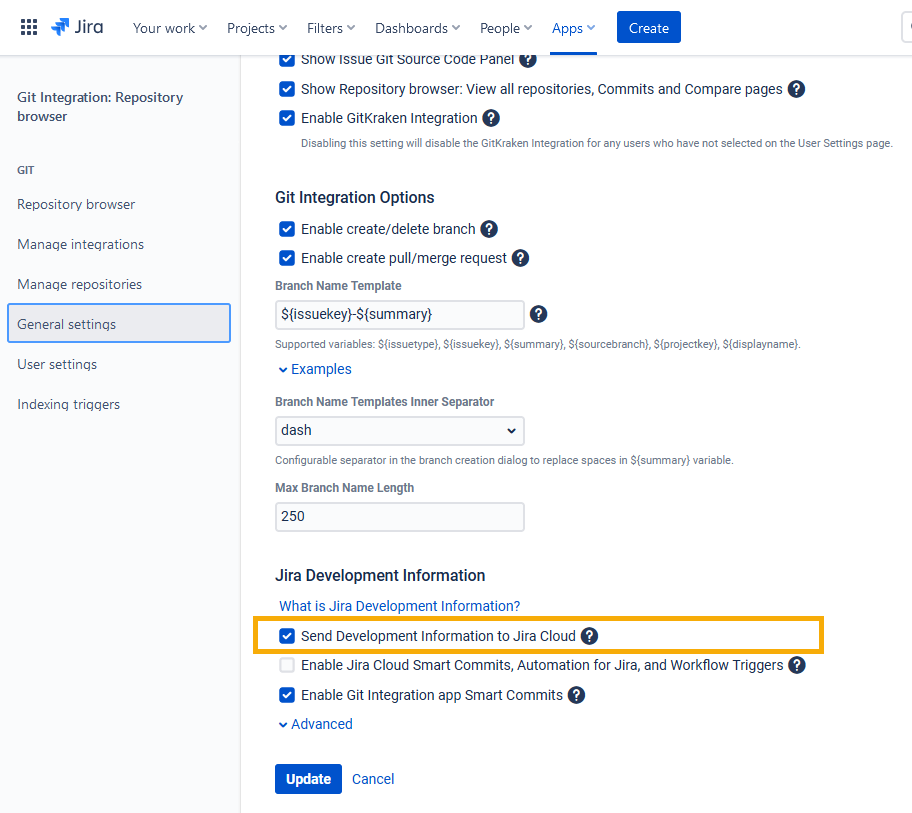 Jira
Your work
Projects
Filters
Dashboards
People
Apps
Create
Git Integration: Repository
browser
GIT
Repository browser
Manage integrations
Manage repositories
General settings
User settings
Indexing triggers
Show Issue Git Source Code Panel ?
Show Repository browser: View all repositories, Commits and Compare pages ?
Enable GitKraken Integration ?
Disabling this setting will disable the GitKraken Integration for any users who have not selected on the User Settings page.
Git Integration Options
Enable create/delete branch ?
Enable create pull/merge request ?
Branch Name Template
${issuekey}-${summary} ?
Supported variables: ${issuetype}, ${issuekey}, ${summary}, ${sourcebranch}, ${projectkey}, ${displayname}.
Examples
Branch Name Templates Inner Separator
dash
Configurable separator in the branch creation dialog to replace spaces in ${summary} variable.
Max Branch Name Length
250
Jira Development Information
What is Jira Development Information?
Send Development Information to Jira Cloud ?
Enable Jira Cloud Smart Commits, Automation for Jira, and Workflow Triggers ?
Enable Git Integration app Smart Commits ?
Advanced
Update
Cancel